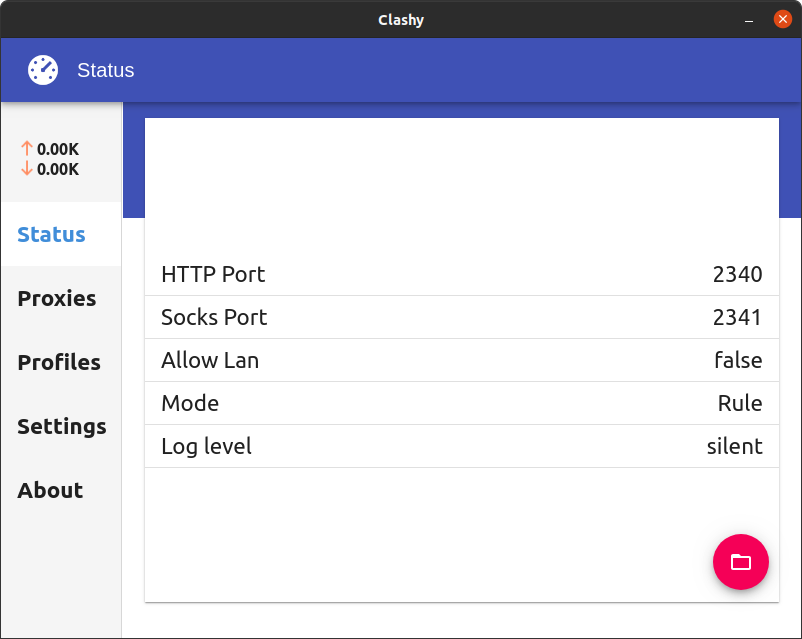 Clashy
Status
0.00K
0.00K
Status
Proxies
Profiles
Settings
About
HTTP Port 2340
Socks Port 2341
Allow Lan false
Mode Rule
Log level silent